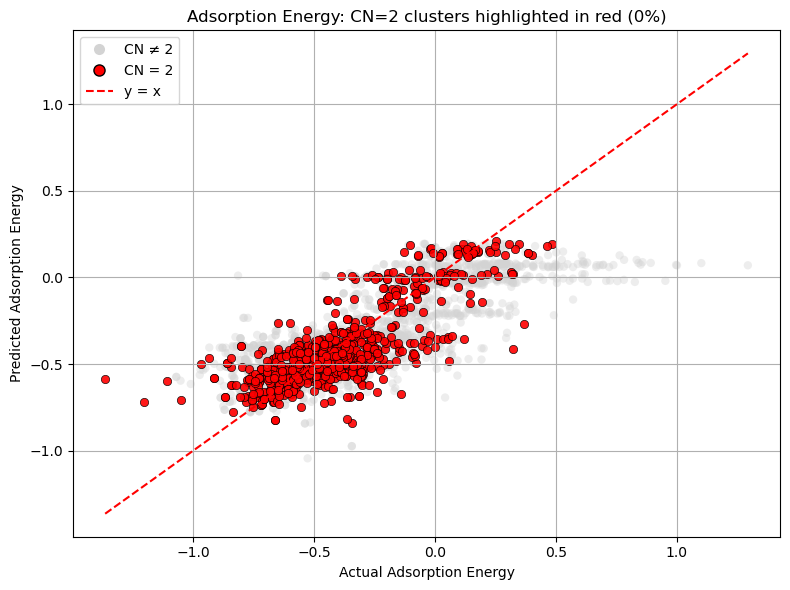 Adsorption Energy: CN=2 clusters highlighted in red (0%)
CN ≠ 2
CN = 2
y = x
Predicted Adsorption Energy
1.0
0.5
0.0
−0.5
−1.0
−1.0 −0.5 0.0 0.5 1.0
Actual Adsorption Energy